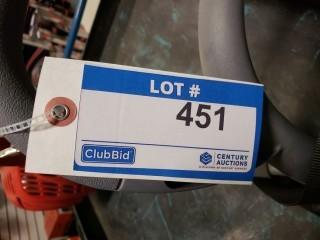 LOT #
451
ClubBid
CENTURY
AUCTIONS